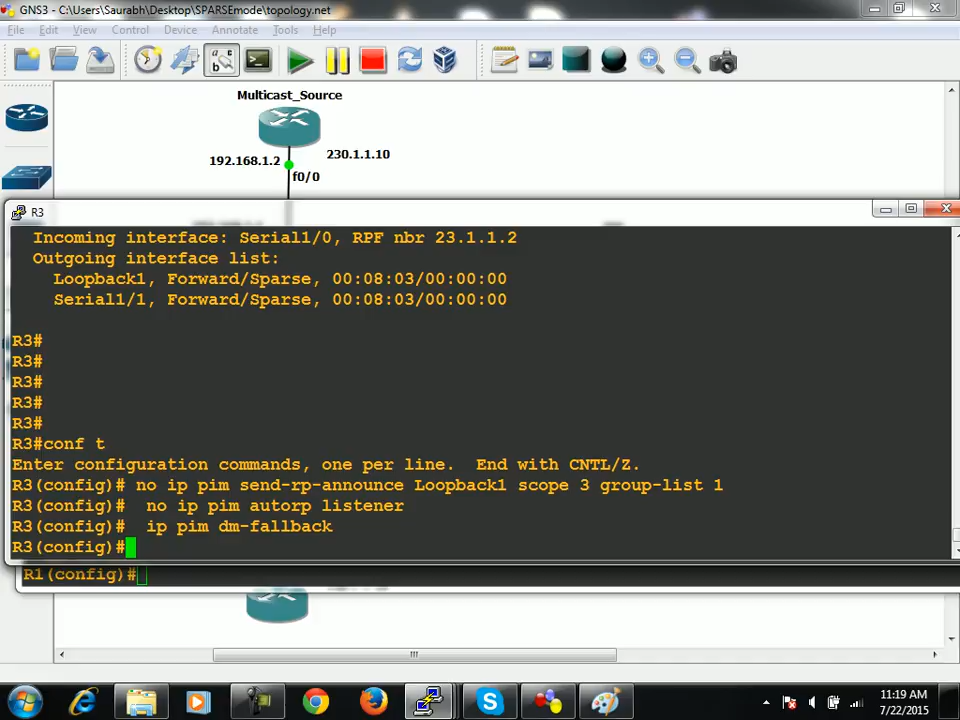 GNS3 - C:\Users\Saurabh\Desktop\SPARSEmode\topology.net
File Edit View Control Device Annotate Tools Help
Multicast_Source
192.168.1.2
230.1.1.10
f0/0
R3
Incoming interface: Serial1/0, RPF nbr 23.1.1.2
Outgoing interface list:
Loopback1, Forward/Sparse, 00:08:03/00:00:00
Serial1/1, Forward/Sparse, 00:08:03/00:00:00
R3#
R3#
R3#
R3#
R3#
R3#conf t
Enter configuration commands, one per line.  End with CNTL/Z.
R3(config)# no ip pim send-rp-announce Loopback1 scope 3 group-list 1
R3(config)#  no ip pim autorp listener
R3(config)#  ip pim dm-fallback
R3(config)#
R1(config)#
11:19 AM
7/22/2015